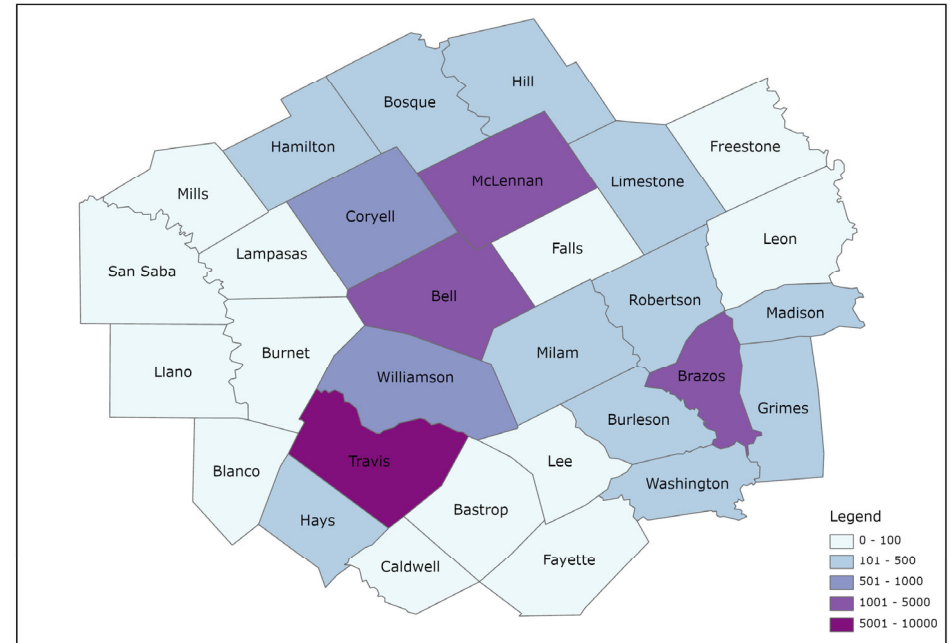 Hill
Bosque
Hamilton
Freestone
McLennan
Limestone
Mills
Coryell
Leon
Lampasas
Falls
San Saba
Bell
Robertson
Madison
Burnet
Milam
Llano
Williamson
Brazos
Grimes
Burleson
Travis
Lee
Blanco
Washington
Bastrop
Hays
Legend
0 - 100
Fayette
101 - 500
Caldwell
501 - 1000
1001 - 5000
5001 - 10000